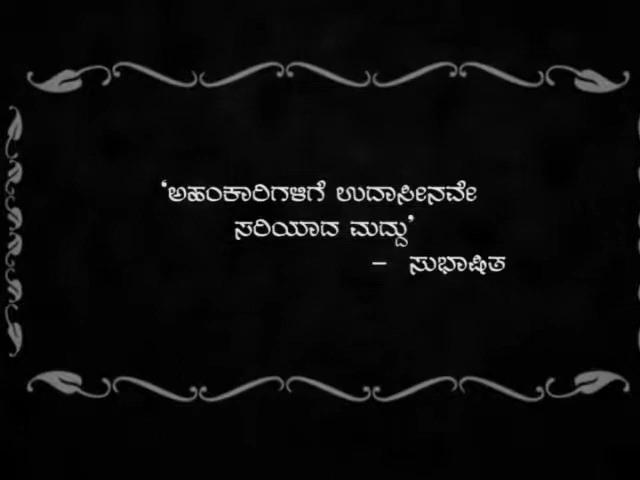 ‘ಅಹಂಕಾರಿಗಳಿಗೆ ಉದಾಸೀನವೇ
ಸರಿಯಾದ ಮದ್ದು’
– ಸುಭಾಷಿತ